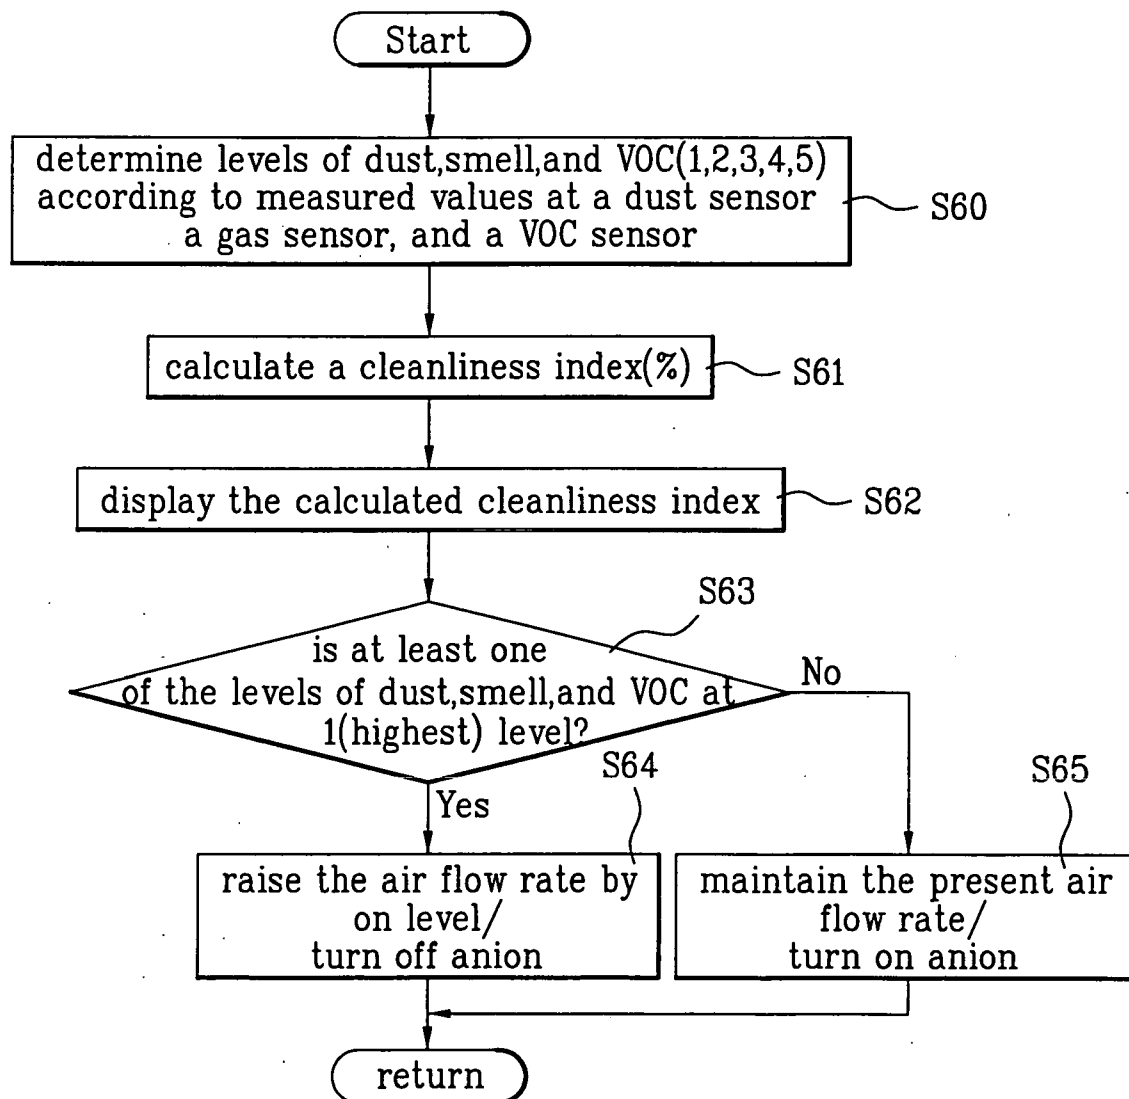 Start
determine levels of dust,smell,and VOC(1,2,3,4,5)
according to measured values at a dust sensor
a gas sensor, and a VOC sensor
S60
calculate a cleanliness index(%)
S61
display the calculated cleanliness index
S62
S63
is at least one
of the levels of dust,smell,and VOC at
1(highest) level?
No
Yes
S64
S65
raise the air flow rate by
on level/
turn off anion
maintain the present air
flow rate/
turn on anion
return